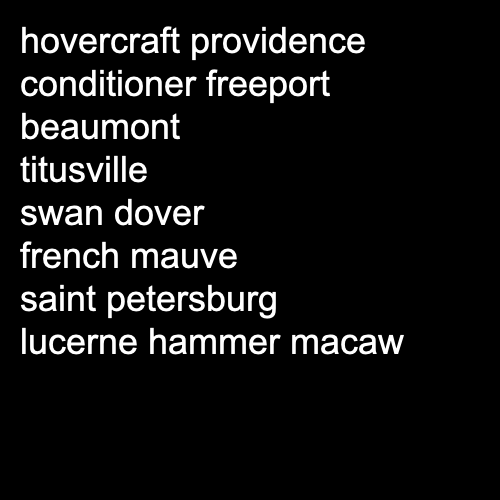 hovercraft providence
conditioner freeport
beaumont
titusville
swan dover
french mauve
saint petersburg
lucerne hammer macaw